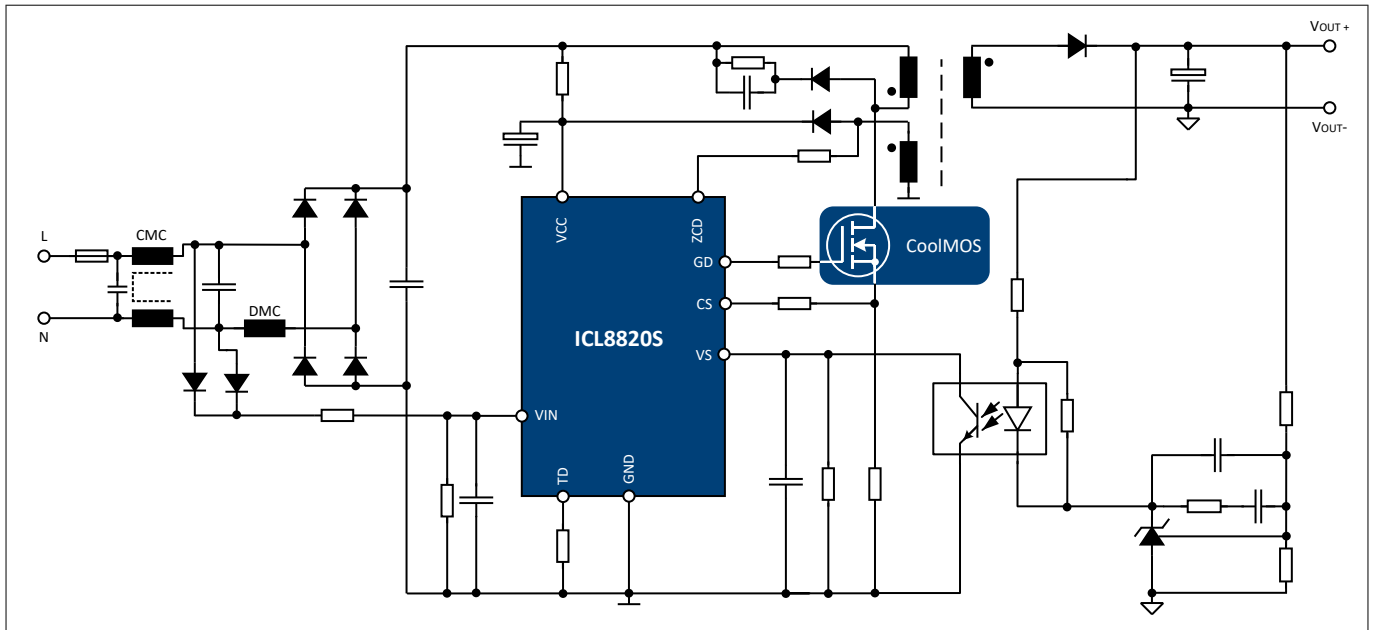 VOUT +
VOUT-
VCC
ZCD
GD
CoolMOS
L
CMC
CS
DMC
N
ICL8820S
VS
VIN
TD
GND